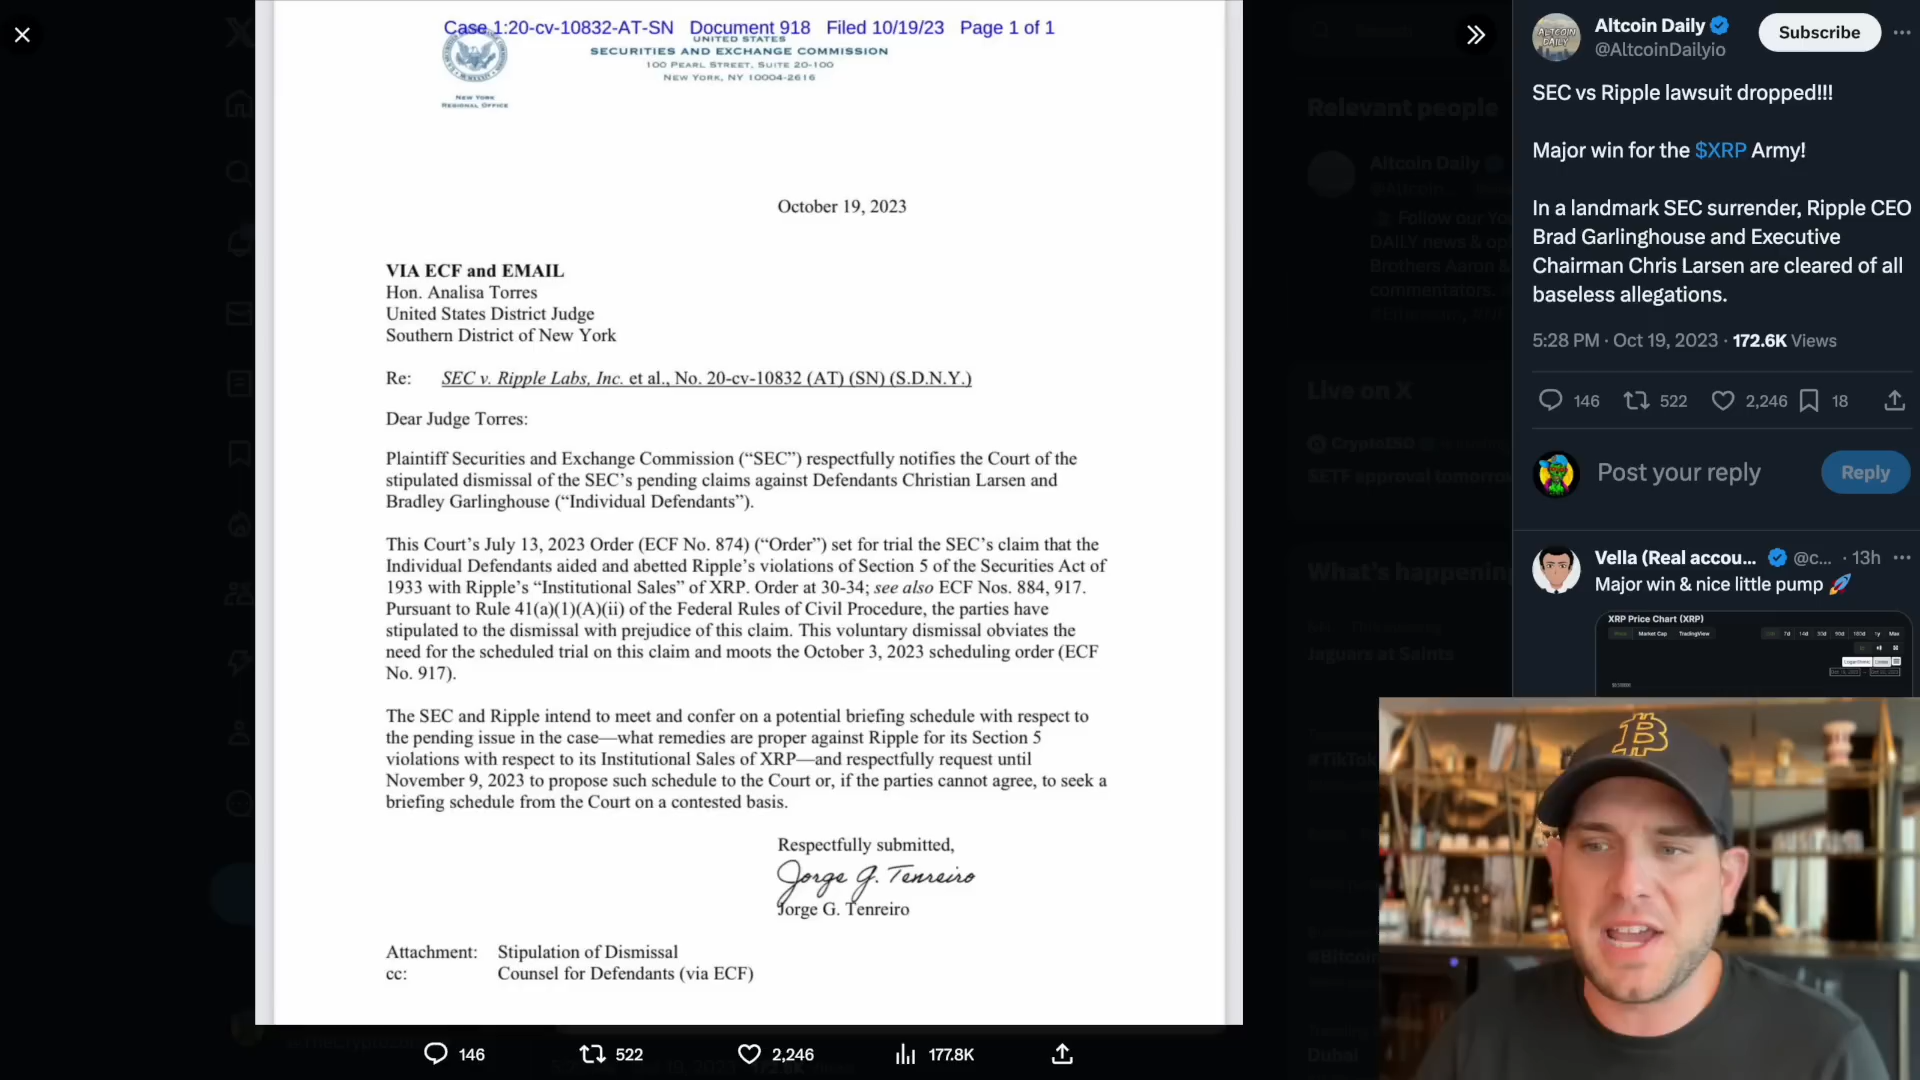 Case 1:20-cv-10832-AT-SN Document 918 Filed 10/19/23 Page 1 of 1
UNITED STATES
SECURITIES AND EXCHANGE COMMISSION
100 PEARL STREET, SUITE 20-100
NEW YORK, NY 10004-2616
NEW YORK
REGIONAL OFFICE
October 19, 2023
VIA ECF and EMAIL
Hon. Analisa Torres
United States District Judge
Southern District of New York
Re: SEC v. Ripple Labs, Inc. et al., No. 20-cv-10832 (AT) (SN) (S.D.N.Y.)
Dear Judge Torres:
Plaintiff Securities and Exchange Commission (“SEC”) respectfully notifies the Court of the
stipulated dismissal of the SEC’s pending claims against Defendants Christian Larsen and
Bradley Garlinghouse (“Individual Defendants”).
This Court’s July 13, 2023 Order (ECF No. 874) (“Order”) set for trial the SEC’s claim that the
Individual Defendants aided and abetted Ripple’s violations of Section 5 of the Securities Act of
1933 with Ripple’s “Institutional Sales” of XRP. Order at 30-34; see also ECF Nos. 884, 917.
Pursuant to Rule 41(a)(1)(A)(ii) of the Federal Rules of Civil Procedure, the parties have
stipulated to the dismissal with prejudice of this claim. This voluntary dismissal obviates the
need for the scheduled trial on this claim and moots the October 3, 2023 scheduling order (ECF
No. 917).
The SEC and Ripple intend to meet and confer on a potential briefing schedule with respect to
the pending issue in the case—what remedies are proper against Ripple for its Section 5
violations with respect to its Institutional Sales of XRP—and respectfully request until
November 9, 2023 to propose such schedule to the Court or, if the parties cannot agree, to seek a
briefing schedule from the Court on a contested basis.
Respectfully submitted,
Jorge G. Tenreiro
Jorge G. Tenreiro
Attachment: Stipulation of Dismissal
cc: Counsel for Defendants (via ECF)
146 522 2,246 177.8K
Relevant people
Altcoin Daily
Live on X
What's happening
Jaguars at Saints
Altcoin Daily
@AltcoinDailyio
Subscribe
SEC vs Ripple lawsuit dropped!!!
Major win for the $XRP Army!
In a landmark SEC surrender, Ripple CEO
Brad Garlinghouse and Executive
Chairman Chris Larsen are cleared of all
baseless allegations.
5:28 PM · Oct 19, 2023 · 172.6K Views
146 522 2,246 18
Post your reply
Reply
Vella (Real accou... @c... · 13h
Major win & nice little pump 🚀
XRP Price Chart (XRP)
Market Cap TradingView